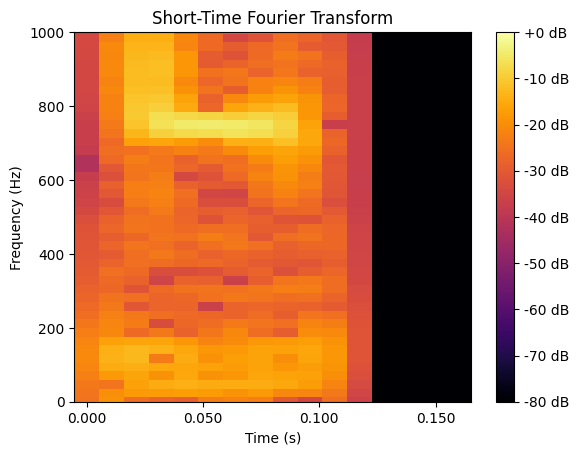 Short-Time Fourier Transform
1000
800
600
400
200
0
Frequency (Hz)
0.000
0.050
0.100
0.150
Time (s)
+0 dB
-10 dB
-20 dB
-30 dB
-40 dB
-50 dB
-60 dB
-70 dB
-80 dB